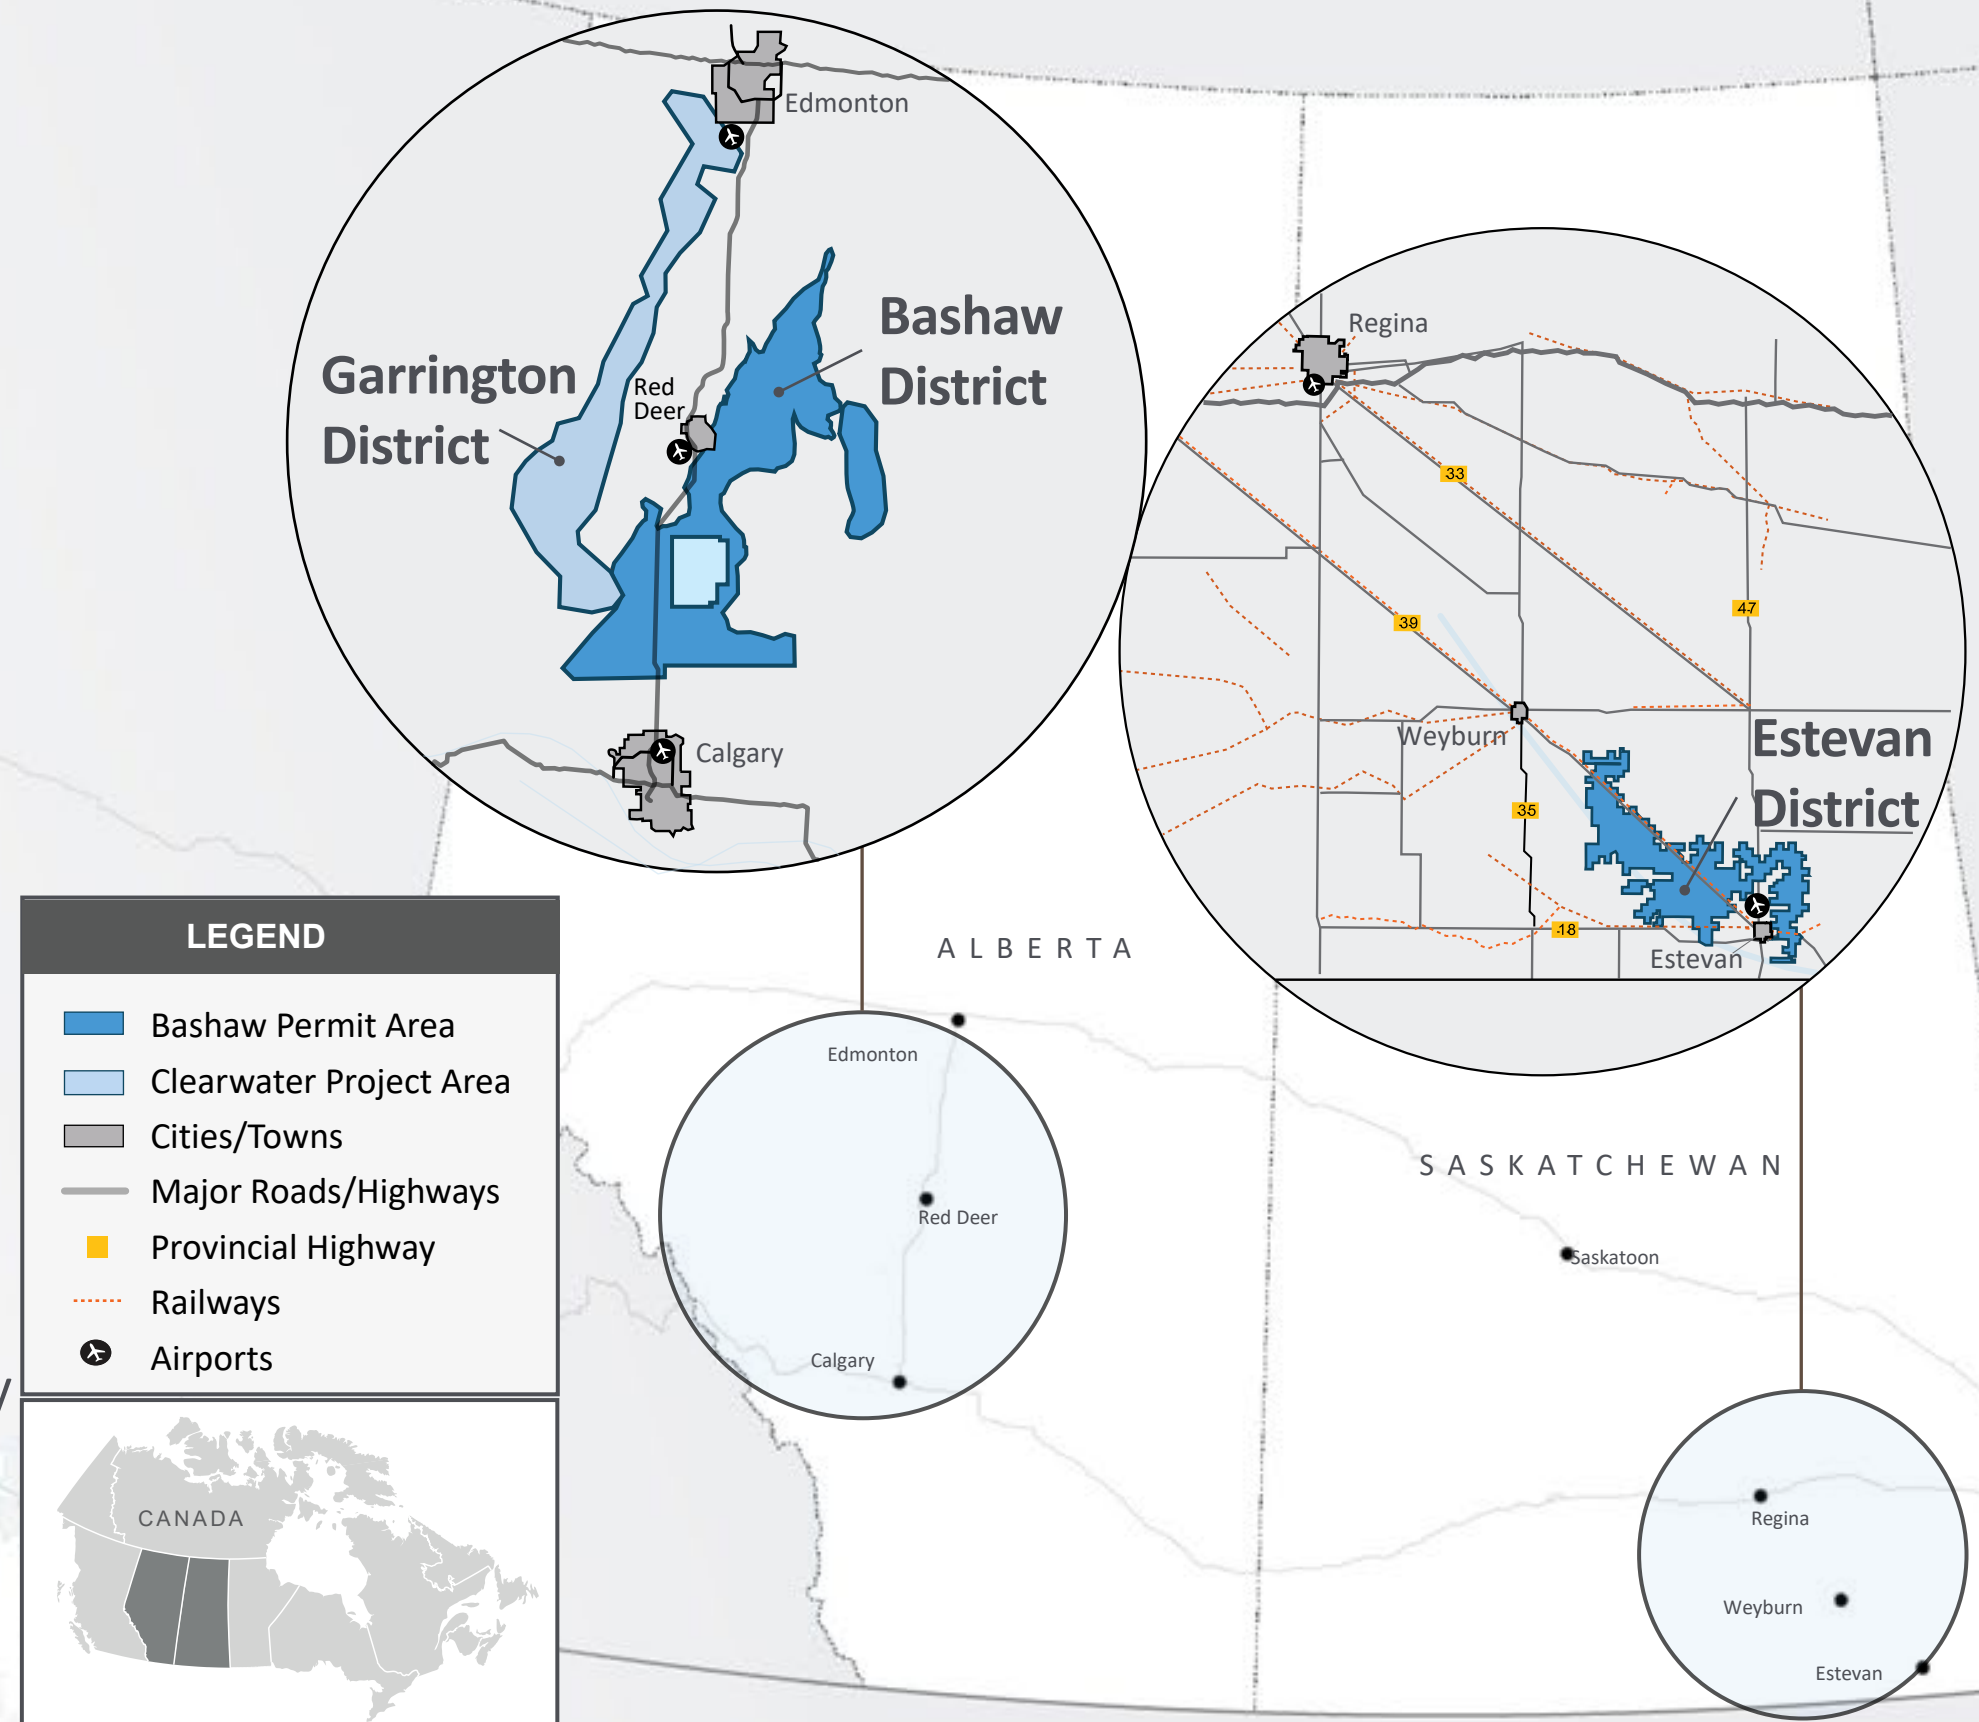 Edmonton
Bashaw
District
Garrington
District
Red
Deer
Calgary
Regina
33
39
47
Weyburn
35
Estevan
District
18
Estevan
LEGEND
Bashaw Permit Area
Clearwater Project Area
Cities/Towns
Major Roads/Highways
Provincial Highway
Railways
Airports
CANADA
ALBERTA
Edmonton
Red Deer
Calgary
SASKATCHEWAN
Saskatoon
Regina
Weyburn
Estevan